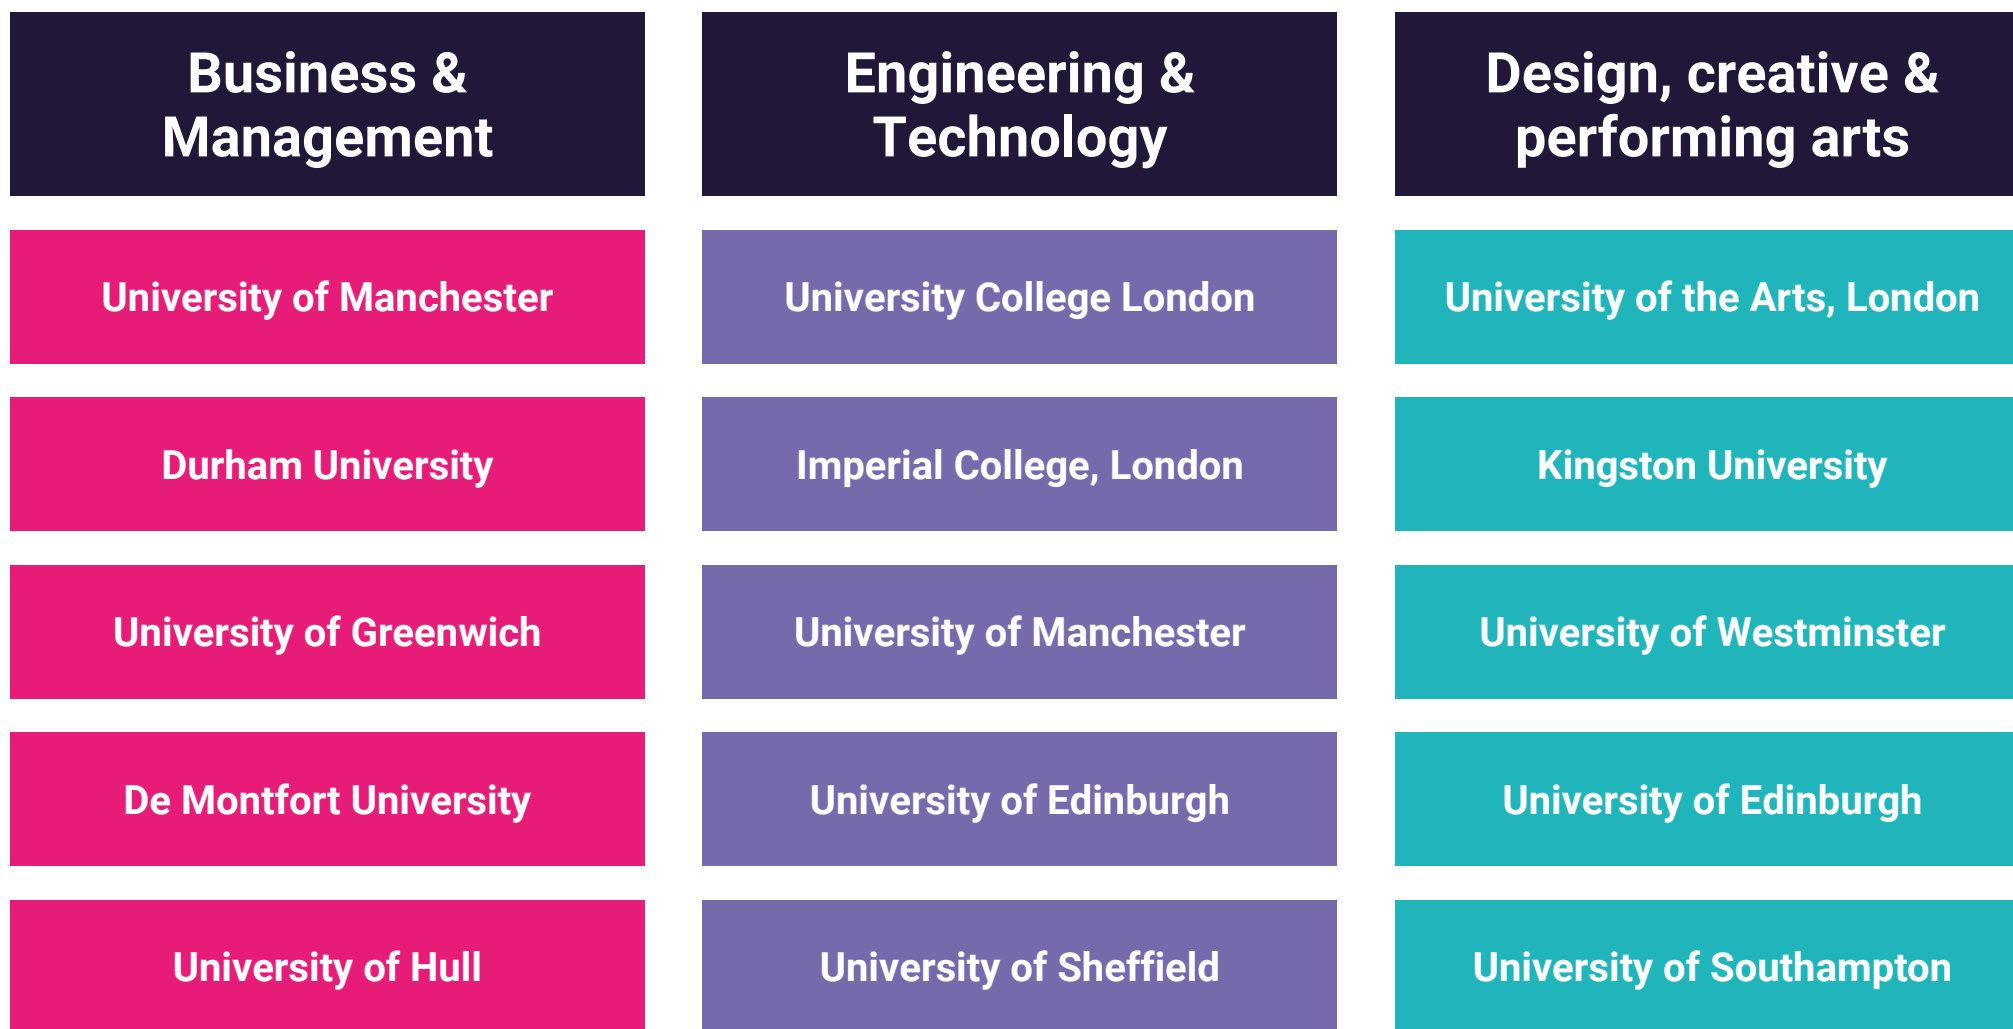 Business &
Management
University of Manchester
Durham University
University of Greenwich
De Montfort University
University of Hull
Engineering &
Technology
University College London
Imperial College, London
University of Manchester
University of Edinburgh
University of Sheffield
Design, creative &
performing arts
University of the Arts, London
Kingston University
University of Westminster
University of Edinburgh
University of Southampton